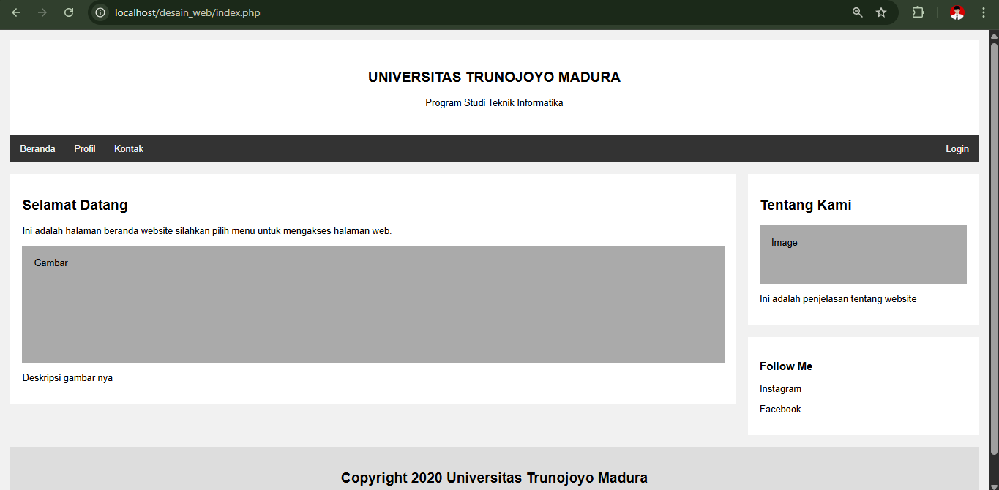 localhost/desain_web/index.php
UNIVERSITAS TRUNOJOYO MADURA
Program Studi Teknik Informatika
Beranda Profil Kontak Login
Selamat Datang
Ini adalah halaman beranda website silahkan pilih menu untuk mengakses halaman web.
Gambar
Deskripsi gambar nya
Tentang Kami
Image
Ini adalah penjelasan tentang website
Follow Me
Instagram
Facebook
Copyright 2020 Universitas Trunojoyo Madura